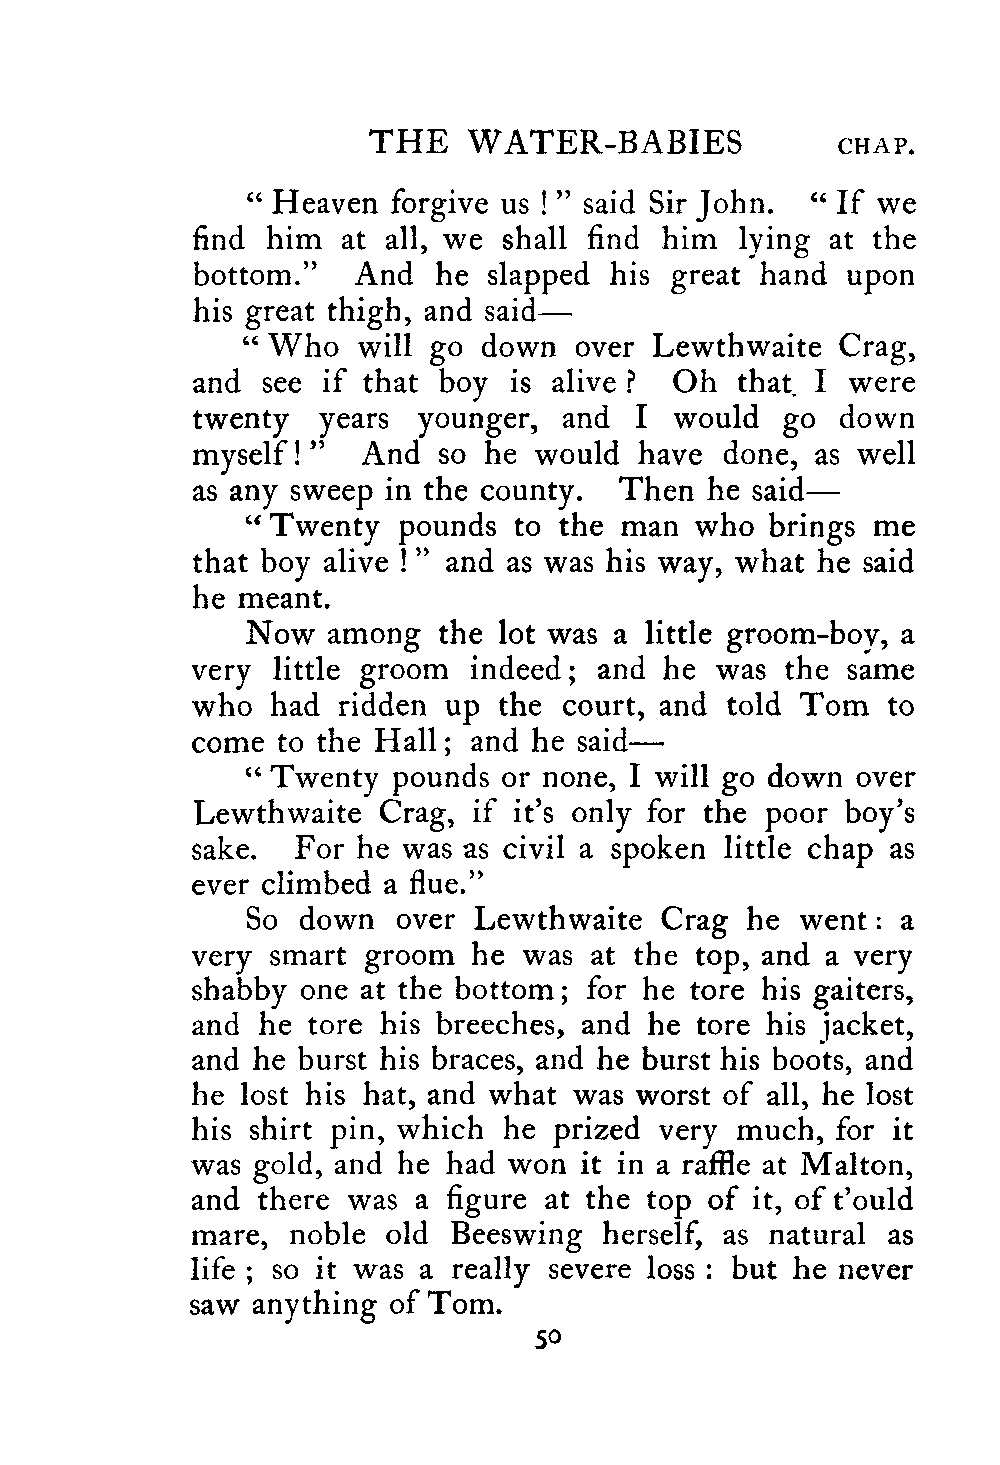 THE WATER-BABIES CHAP.
“ Heaven forgive us ! ” said Sir John. “ If we
find him at all, we shall find him lying at the
bottom.” And he slapped his great hand upon
his great thigh, and said—
“ Who will go down over Lewthwaite Crag,
and see if that boy is alive ? Oh that I were
twenty years younger, and I would go down
myself ! ” And so he would have done, as well
as any sweep in the county. Then he said—
“ Twenty pounds to the man who brings me
that boy alive ! ” and as was his way, what he said
he meant.
Now among the lot was a little groom-boy, a
very little groom indeed ; and he was the same
who had ridden up the court, and told Tom to
come to the Hall ; and he said—
“ Twenty pounds or none, I will go down over
Lewthwaite Crag, if it’s only for the poor boy’s
sake. For he was as civil a spoken little chap as
ever climbed a flue.”
So down over Lewthwaite Crag he went : a
very smart groom he was at the top, and a very
shabby one at the bottom ; for he tore his gaiters,
and he tore his breeches, and he tore his jacket,
and he burst his braces, and he burst his boots, and
he lost his hat, and what was worst of all, he lost
his shirt pin, which he prized very much, for it
was gold, and he had won it in a raffle at Malton,
and there was a figure at the top of it, of t’ould
mare, noble old Beeswing herself, as natural as
life ; so it was a really severe loss : but he never
saw anything of Tom.
50